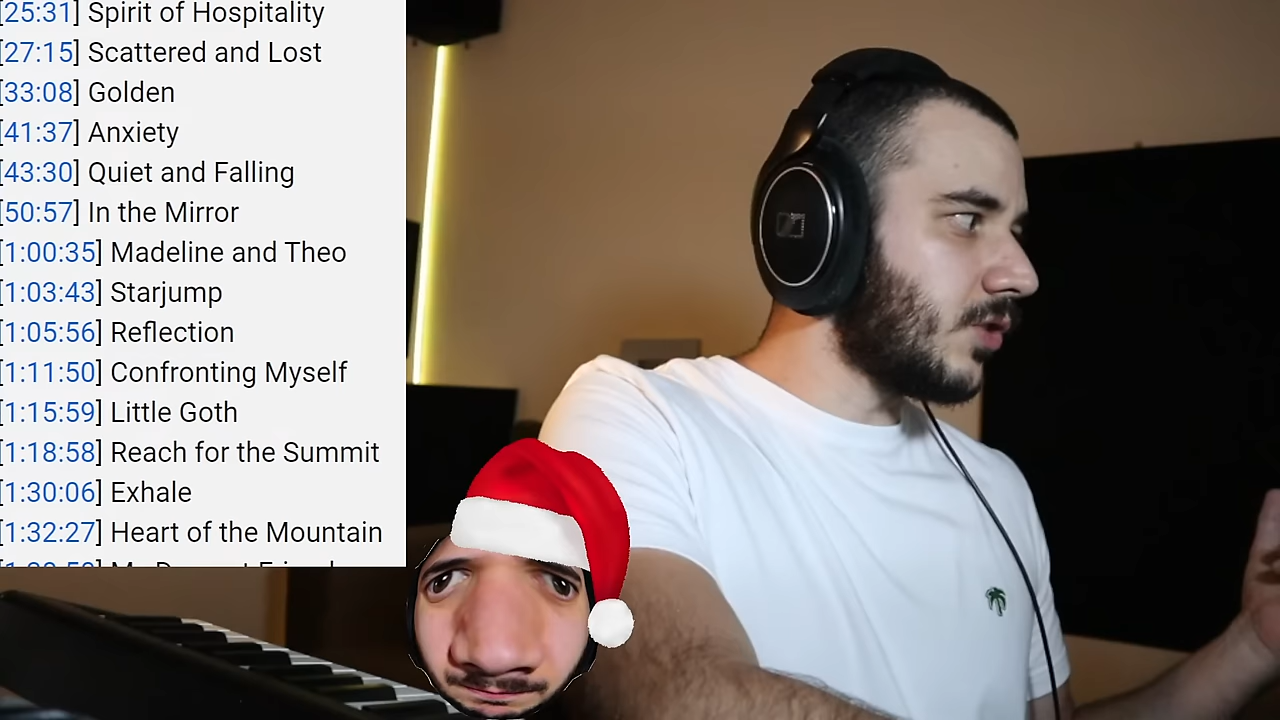 [25:31] Spirit of Hospitality
[27:15] Scattered and Lost
[33:08] Golden
[41:37] Anxiety
[43:30] Quiet and Falling
[50:57] In the Mirror
[1:00:35] Madeline and Theo
[1:03:43] Starjump
[1:05:56] Reflection
[1:11:50] Confronting Myself
[1:15:59] Little Goth
[1:18:58] Reach for the Summit
[1:30:06] Exhale
[1:32:27] Heart of the Mountain